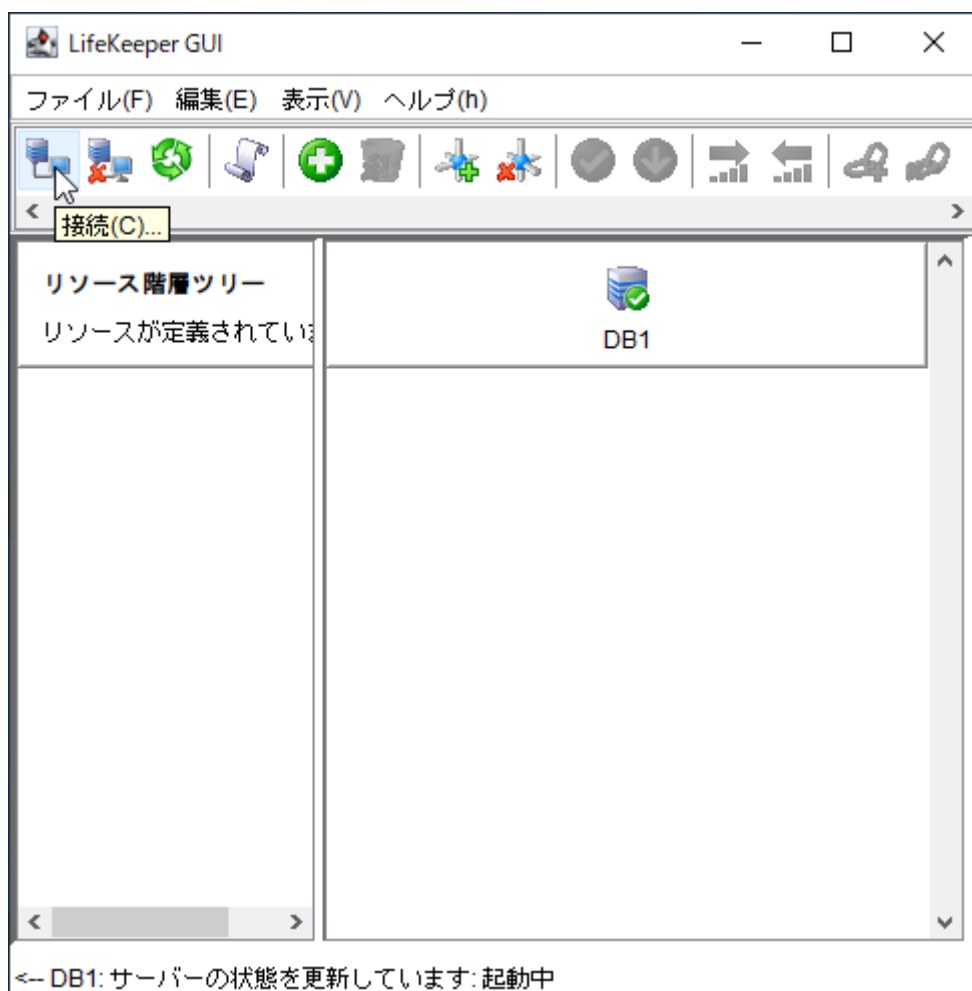 LifeKeeper GUI
ファイル(F) 編集(E) 表示(V) ヘルプ(h)
接続(C)...
リソース階層ツリー
リソースが定義されてい
DB1
<-- DB1: サーバーの状態を更新しています: 起動中